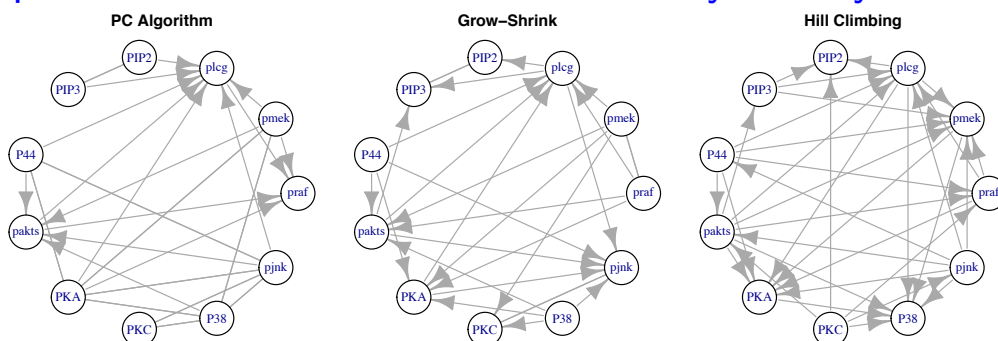 PC Algorithm
PIP2
plcg
PIP3
pmek
P44
praf
pakts
pjnk
PKA
P38
PKC
Grow–Shrink
PIP2
plcg
PIP3
pmek
P44
praf
pakts
pjnk
PKA
P38
PKC
Hill Climbing
PIP2
plcg
PIP3
pmek
P44
praf
pakts
pjnk
PKA
P38
PKC